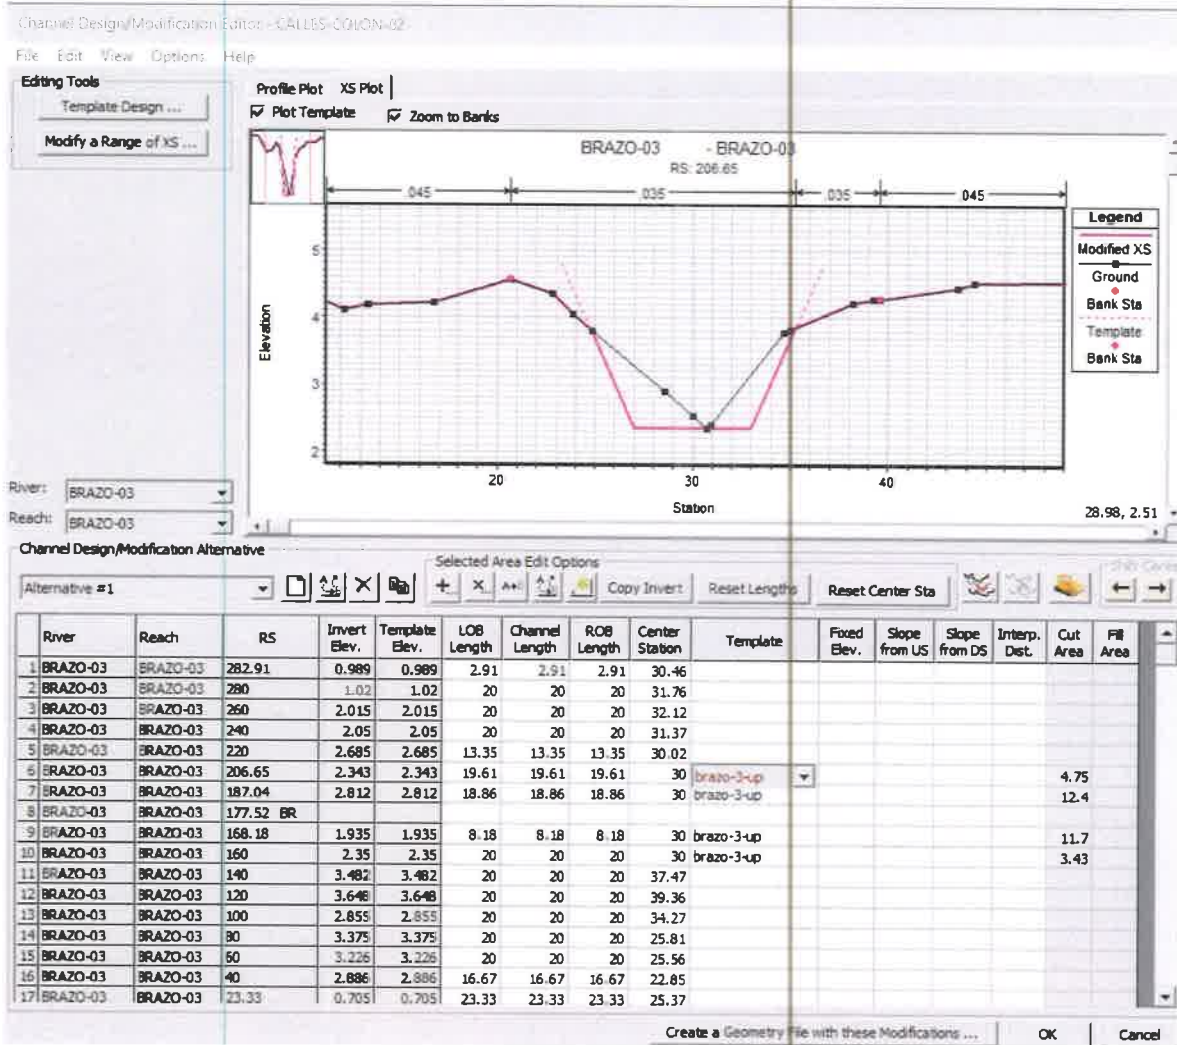 Channel Design/Modification Editor - CALLES-COLON-02
File Edit View Options Help
Editing Tools
Template Design ...
Modify a Range of XS ...
Profile Plot XS Plot
Plot Template Zoom to Banks
BRAZO-03 - BRAZO-03
RS: 206.65
.045 .035 .035 .045
Legend
Modified XS
Ground
Bank Sta
Template
Bank Sta
Elevation
5
4
3
2
20 30 40
Station
28.98, 2.51
River: BRAZO-03
Reach: BRAZO-03
Channel Design/Modification Alternative
Selected Area Edit Options
Alternative #1
Copy Invert Reset Lengths Reset Center Sta
River Reach RS Invert Elev. Template Elev. LOB Length Channel Length ROB Length Center Station Template Fixed Elev. Slope from US Slope from DS Interp. Dist. Cut Area Fill Area
1 BRAZO-03 BRAZO-03 282.91 0.989 0.989 2.91 2.91 2.91 30.46
2 BRAZO-03 BRAZO-03 280 1.02 1.02 20 20 20 31.76
3 BRAZO-03 BRAZO-03 260 2.015 2.015 20 20 20 32.12
4 BRAZO-03 BRAZO-03 240 2.05 2.05 20 20 20 31.37
5 BRAZO-03 BRAZO-03 220 2.685 2.685 13.35 13.35 13.35 30.02
6 BRAZO-03 BRAZO-03 206.65 2.343 2.343 19.61 19.61 19.61 30 brazo-3-up 4.75
7 BRAZO-03 BRAZO-03 187.04 2.812 2.812 18.86 18.86 18.86 30 brazo-3-up 12.4
8 BRAZO-03 BRAZO-03 177.52 BR
9 BRAZO-03 BRAZO-03 168.18 1.935 1.935 8.18 8.18 8.18 30 brazo-3-up 11.7
10 BRAZO-03 BRAZO-03 160 2.35 2.35 20 20 20 30 brazo-3-up 3.43
11 BRAZO-03 BRAZO-03 140 3.482 3.482 20 20 20 37.47
12 BRAZO-03 BRAZO-03 120 3.648 3.648 20 20 20 39.36
13 BRAZO-03 BRAZO-03 100 2.855 2.855 20 20 20 34.27
14 BRAZO-03 BRAZO-03 80 3.375 3.375 20 20 20 25.81
15 BRAZO-03 BRAZO-03 60 3.226 3.226 20 20 20 25.56
16 BRAZO-03 BRAZO-03 40 2.886 2.886 16.67 16.67 16.67 22.85
17 BRAZO-03 BRAZO-03 23.33 0.705 0.705 23.33 23.33 23.33 25.37
Create a Geometry File with these Modifications ... OK Cancel